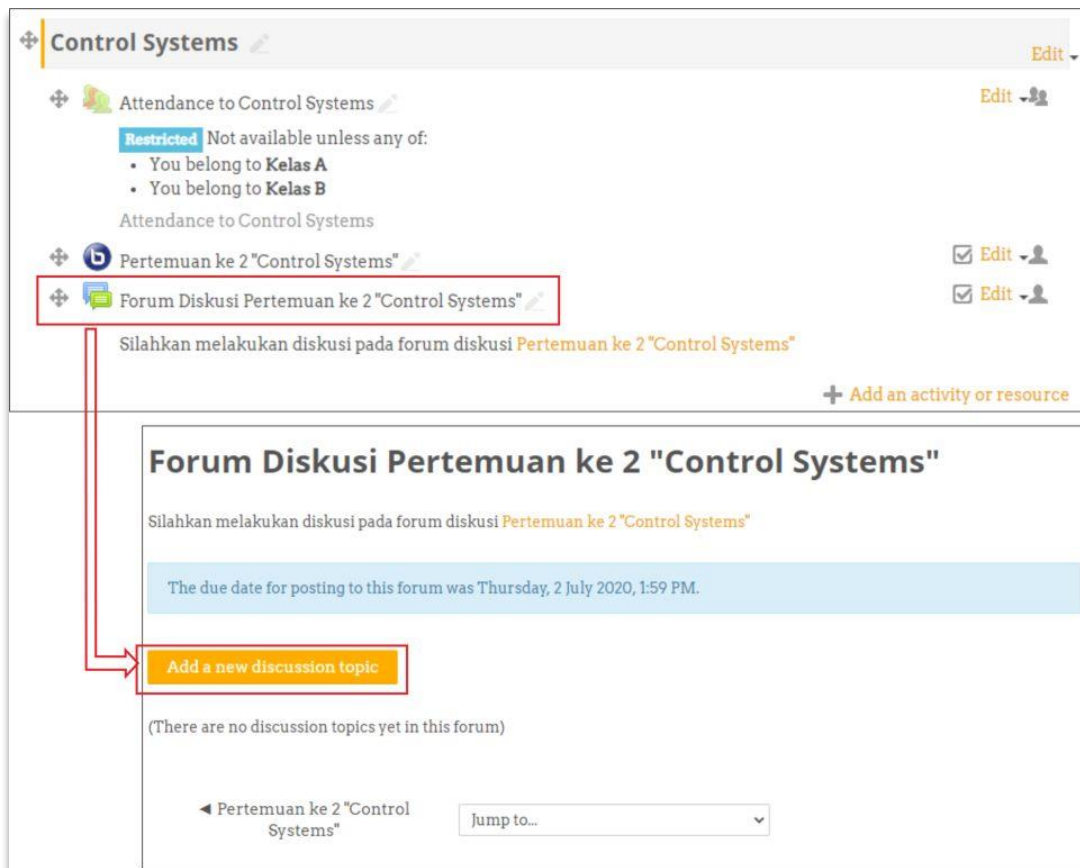 Control Systems
Edit
Attendance to Control Systems
Edit
Restricted Not available unless any of:
• You belong to Kelas A
• You belong to Kelas B
Attendance to Control Systems
b Pertemuan ke 2 "Control Systems"
Edit
Forum Diskusi Pertemuan ke 2 "Control Systems"
Edit
Silahkan melakukan diskusi pada forum diskusi Pertemuan ke 2 "Control Systems"
Add an activity or resource
Forum Diskusi Pertemuan ke 2 "Control Systems"
Silahkan melakukan diskusi pada forum diskusi Pertemuan ke 2 "Control Systems"
The due date for posting to this forum was Thursday, 2 July 2020, 1:59 PM.
Add a new discussion topic
(There are no discussion topics yet in this forum)
◄ Pertemuan ke 2 "Control
Systems"
Jump to...